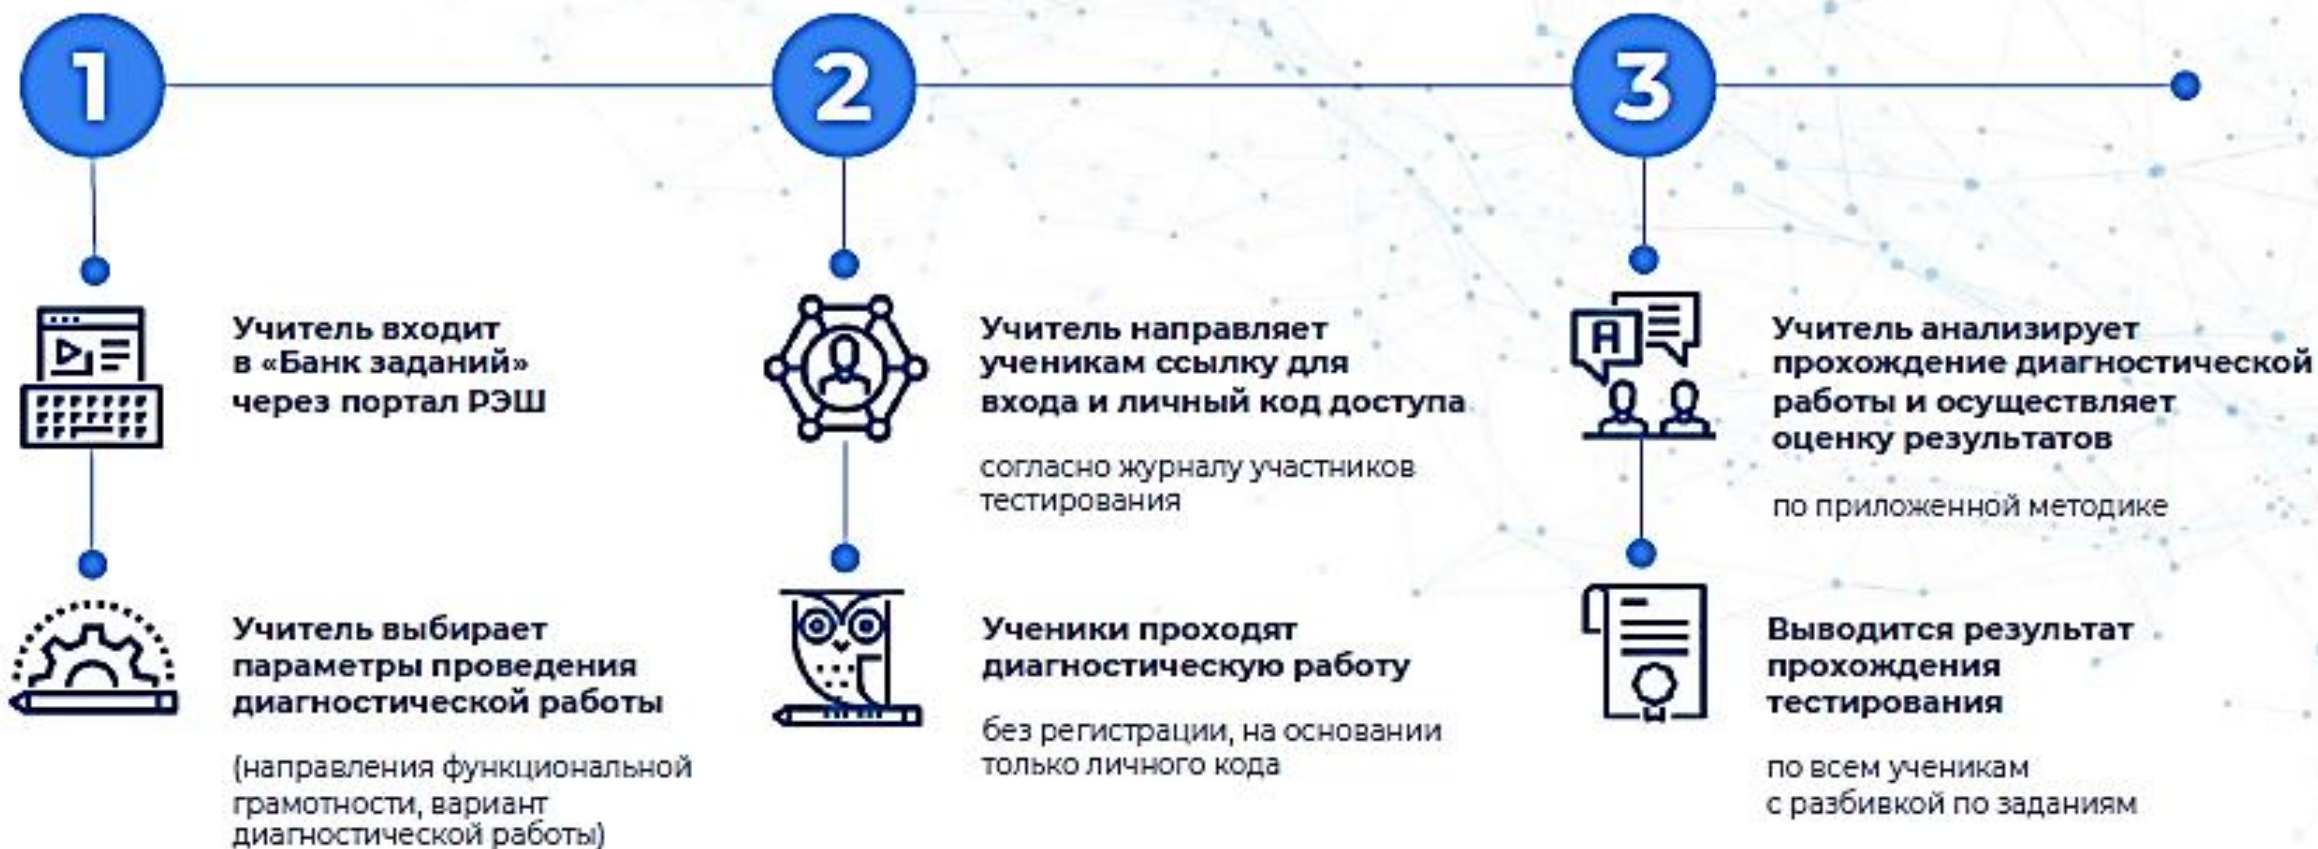 1
Учитель входит
в «Банк заданий»
через портал РЭШ
Учитель выбирает
параметры проведения
диагностической работы
(направления функциональной
грамотности, вариант
диагностической работы)
2
Учитель направляет
ученикам ссылку для
входа и личный код доступа
согласно журналу участников
тестирования
Ученики проходят
диагностическую работу
без регистрации, на основании
только личного кода
3
A
Учитель анализирует
прохождение диагностической
работы и осуществляет
оценку результатов
по приложенной методике
Выводится результат
прохождения
тестирования
по всем ученикам
с разбивкой по заданиям